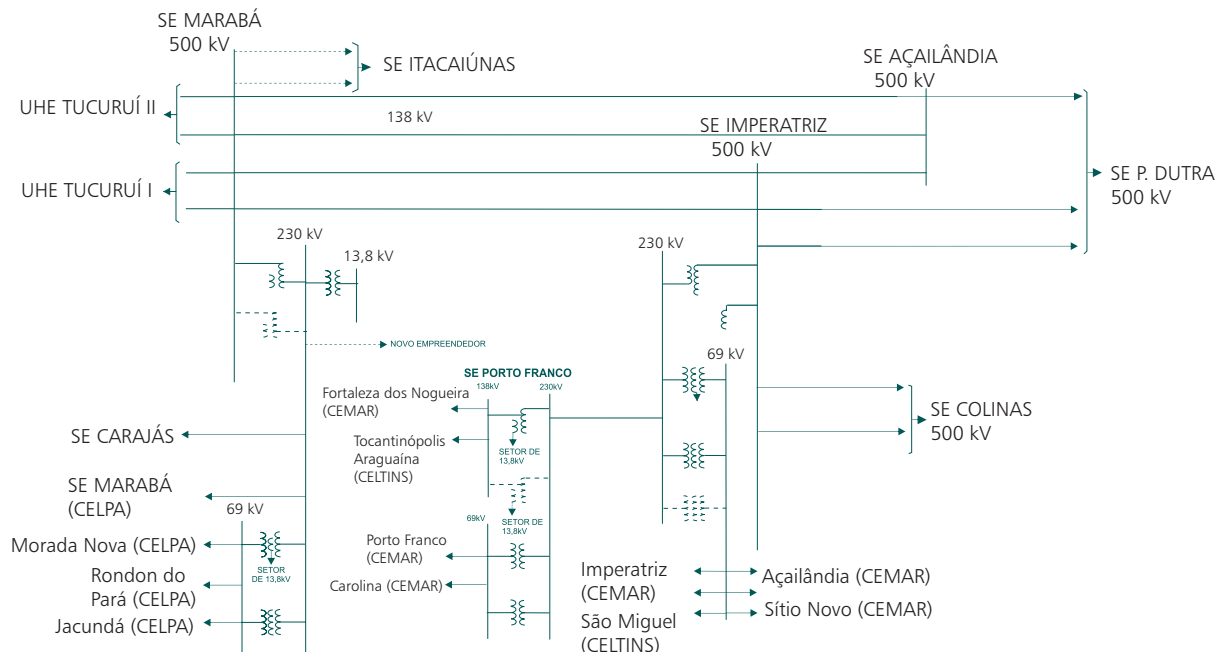 SE MARABÁ
500 kV
SE ITACAIÚNAS
SE AÇAILÂNDIA
500 kV
UHE TUCURUÍ II
138 kV
SE IMPERATRIZ
500 kV
SE P. DUTRA
500 kV
UHE TUCURUÍ I
230 kV
13,8 kV
230 kV
NOVO EMPREENDEDOR
69 kV
SE PORTO FRANCO
138kV
230kV
Fortaleza dos Nogueira
(CEMAR)
SE COLINAS
500 kV
SE CARAJÁS
Tocantinópolis
Araguaína
(CELTINS)
SETOR DE
13,8kV
SE MARABÁ
(CELPA)
69 kV
69kV
SETOR DE
13,8kV
Morada Nova (CELPA)
Porto Franco
(CEMAR)
SETOR
DE 13,8kV
Rondon do
Pará (CELPA)
Carolina (CEMAR)
Imperatriz
(CEMAR)
Açailândia (CEMAR)
Jacundá (CELPA)
São Miguel
(CELTINS)
Sítio Novo (CEMAR)